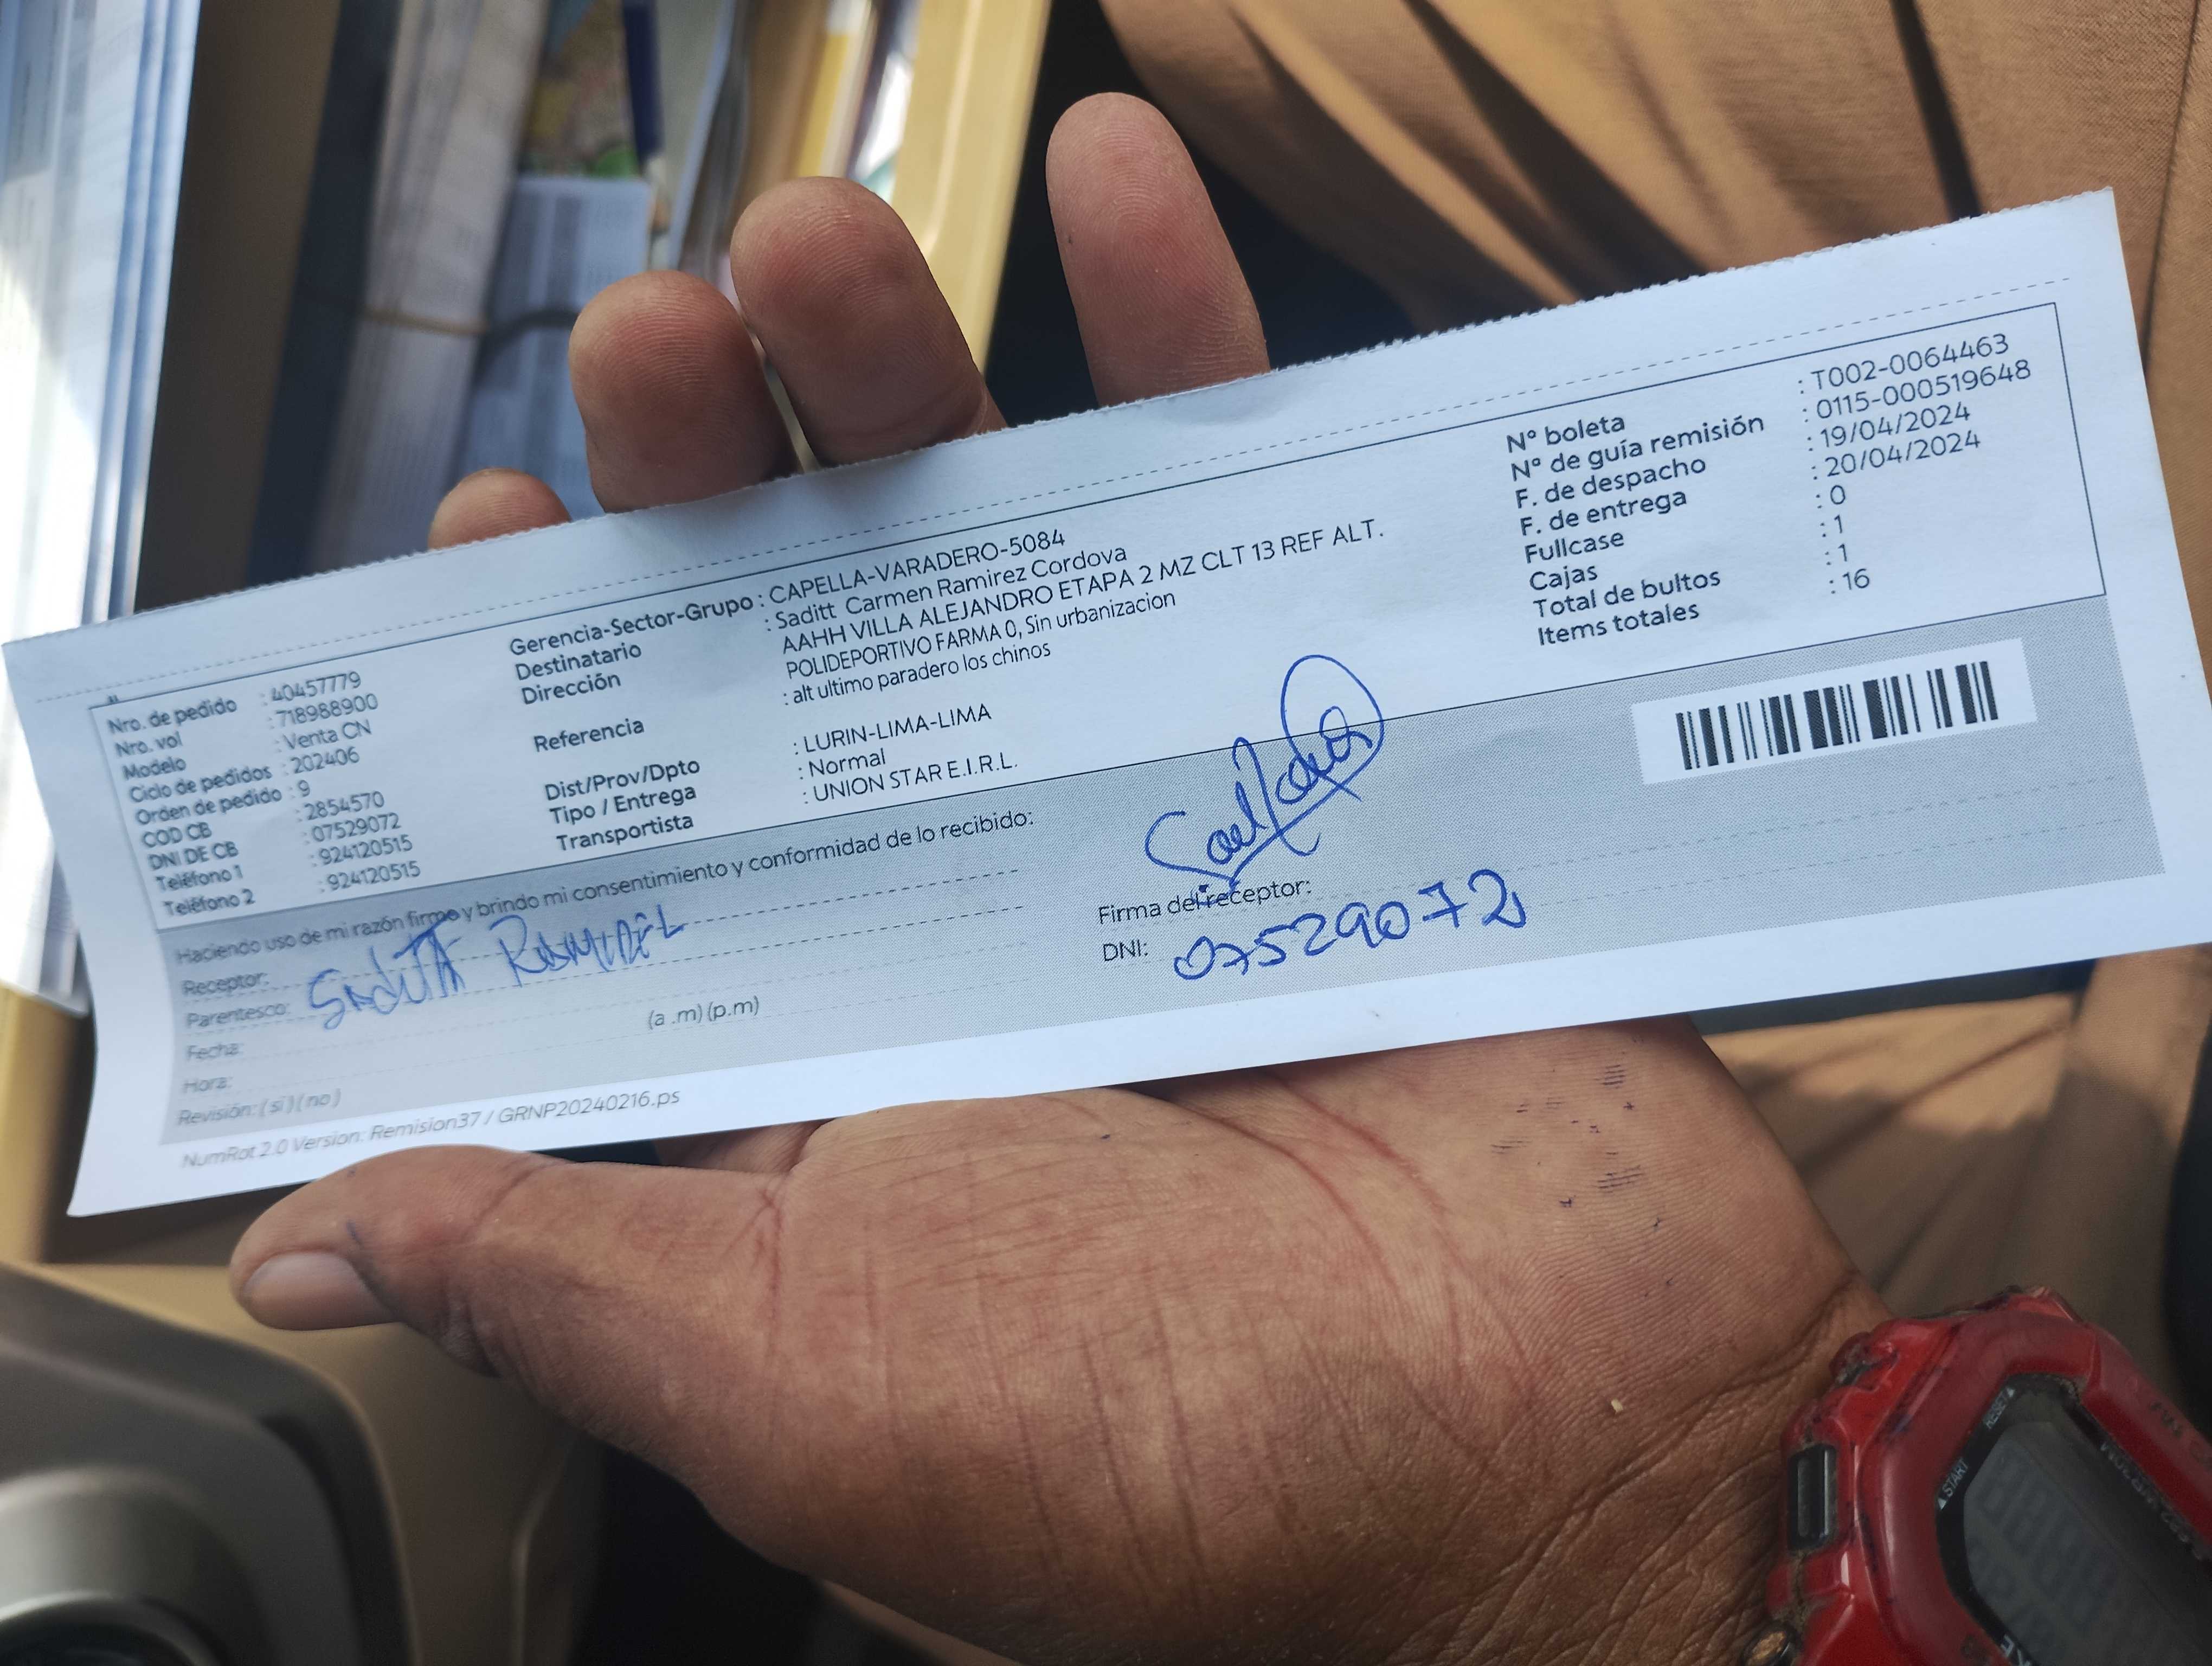 Nro. de pedido : 40457779
Nro. vol : 718988900
Modelo : Venta CN
Ciclo de pedidos : 202406
Orden de pedido : 9
COD CB : 2854570
DNI DE CB : 07529072
Teléfono 1 : 924120515
Teléfono 2 : 924120515
Gerencia-Sector-Grupo : CAPELLA-VARADERO-5084
Destinatario : Saditt Carmen Ramirez Cordova
Dirección AAHH VILLA ALEJANDRO ETAPA 2 MZ CLT 13 REF ALT.
POLIDEPORTIVO FARMA 0, Sin urbanizacion
Referencia : alt ultimo paradero los chinos
Dist/Prov/Dpto : LURIN-LIMA-LIMA
Tipo / Entrega : Normal
Transportista : UNION STAR E.I.R.L.
N° boleta : T002-0064463
N° de guía remisión : 0115-000519648
F. de despacho : 19/04/2024
F. de entrega : 20/04/2024
Fullcase : 0
Cajas : 1
Total de bultos : 1
Items totales : 16
Haciendo uso de mi razón firmo y brindo mi consentimiento y conformidad de lo recibido:
Receptor:
Parentesco:
Fecha:
Hora: (a .m) (p.m)
Revisión: ( si ) ( no )
Firma del receptor:
DNI: 07529072
NumRot 2.0 Version: Remision37 / GRNP20240216.ps
RESET
START